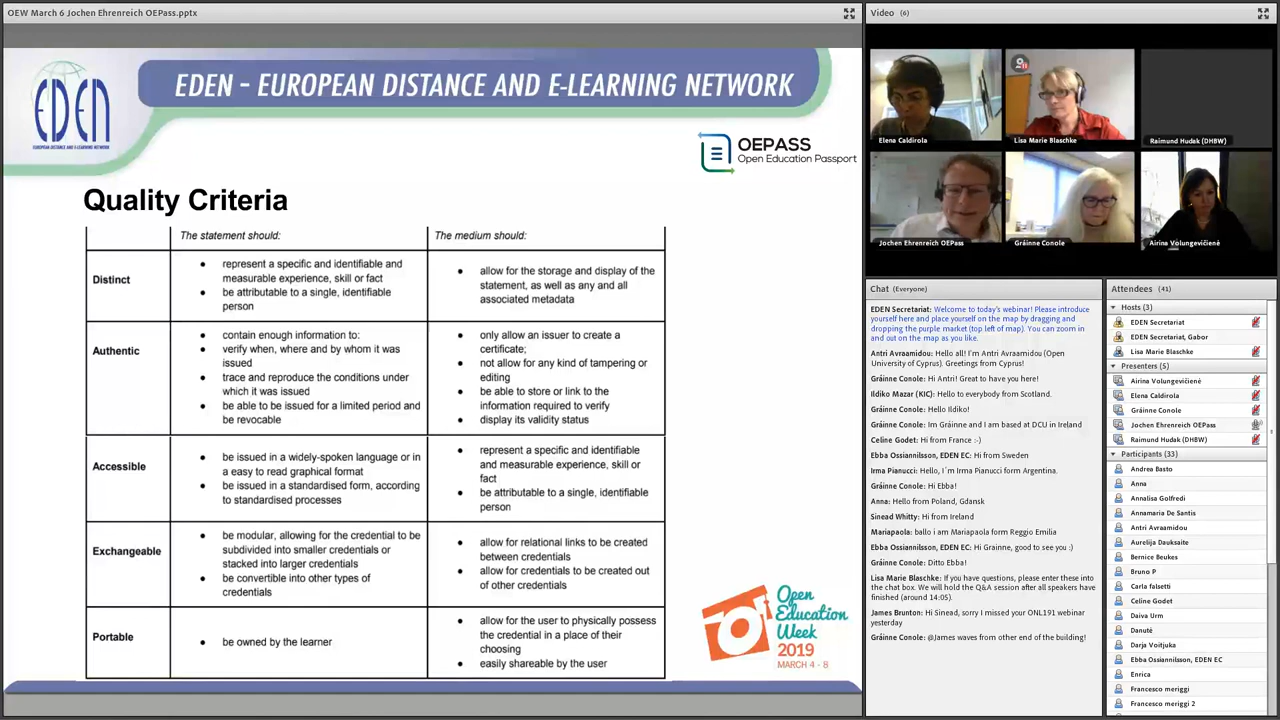 OEW March 6 Jochen Ehrenreich OEPass.pptx
EDEN
EUROPEAN DISTANCE AND E-LEARNING NETWORK
EDEN - EUROPEAN DISTANCE AND E-LEARNING NETWORK
OEPASS
Open Education Passport
Quality Criteria
The statement should:
The medium should:
Distinct
• represent a specific and identifiable and
measurable experience, skill or fact
• be attributable to a single, identifiable
person
• allow for the storage and display of the
statement, as well as any and all
associated metadata
Authentic
• contain enough information to:
• verify when, where and by whom it was
issued
• trace and reproduce the conditions under
which it was issued
• be able to be issued for a limited period and
be revocable
• only allow an issuer to create a
certificate;
• not allow for any kind of tampering or
editing
• be able to store or link to the
information required to verify
• display its validity status
Accessible
• be issued in a widely-spoken language or in
a easy to read graphical format
• be issued in a standardised form, according
to standardised processes
• represent a specific and identifiable
and measurable experience, skill or
fact
• be attributable to a single, identifiable
person
Exchangeable
• be modular, allowing for the credential to be
subdivided into smaller credentials or
stacked into larger credentials
• be convertible into other types of
credentials
• allow for relational links to be created
between credentials
• allow for credentials to be created out
of other credentials
Portable
• be owned by the learner
• allow for the user to physically possess
the credential in a place of their
choosing
• easily shareable by the user
Open
Education
Week
2019
MARCH 4 - 8
Video (6)
Elena Caldirola
Lisa Marie Blaschke
Raimund Hudak (DHBW)
Jochen Ehrenreich OEPass
Gráinne Conole
Airina Volungevičienė
Chat (Everyone)
EDEN Secretariat: Welcome to today's webinar! Please introduce
yourself here and place yourself on the map by dragging and
dropping the purple market (top left of map). You can zoom in
and out on the map as you like.
Antri Avraamidou: Hello all! I'm Antri Avraamidou (Open
University of Cyprus). Greetings from Cyprus!
Gráinne Conole: Hi Antri! Great to have you here!
Ildiko Mazar (KIC): Hello to everybody from Scotland.
Gráinne Conole: Hello Ildiko!
Gráinne Conole: Im Gráinne and I am based at DCU in Ireland
Celine Godet: Hi from France :-)
Ebba Ossiannilsson, EDEN EC: Hi from Sweden
Irma Pianucci: Hello, I´m Irma Pianucci form Argentina.
Gráinne Conole: Hi Ebba!
Anna: Hello from Poland, Gdansk
Sinead Whitty: Hi from Ireland
Mariapaola: ballo i am Mariapaola form Reggio Emilia
Ebba Ossiannilsson, EDEN EC: Hi Grainne, good to see you :)
Gráinne Conole: Ditto Ebba!
Lisa Marie Blaschke: If you have questions, please enter these into
the chat box. We will hold the Q&A session after all speakers have
finished (around 14:05).
James Brunton: Hi Sinead, sorry I missed your ONL191 webinar
yesterday
Gráinne Conole: @James waves from other end of the building!
Attendees (41)
Hosts (3)
EDEN Secretariat
EDEN Secretariat, Gabor
Lisa Marie Blaschke
Presenters (5)
Airina Volungevičienė
Elena Caldirola
Gráinne Conole
Jochen Ehrenreich OEPass
Raimund Hudak (DHBW)
Participants (33)
Andrea Basto
Anna
Annalisa Golfredi
Annamaria De Santis
Antri Avraamidou
Aurelija Dauksaite
Bernice Beukes
Bruno P
Carla falsetti
Celine Godet
Daiva Urm
Danutė
Darja Voitjuka
Ebba Ossiannilsson, EDEN EC
Enrica
Francesco meriggi
Francesco meriggi 2